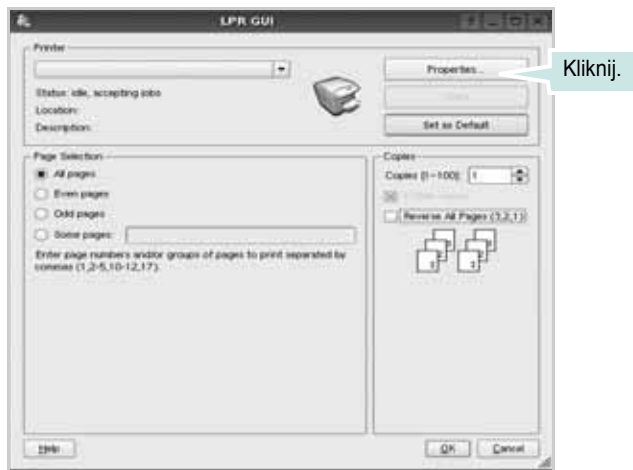 LPR GUI
Printer
Properties...
Kliknij.
Status: idle, accepting jobs
Location:
Description:
Set as Default
Page Selection
All pages
Even pages
Odd pages
Some pages:
Enter page numbers and/or groups of pages to print separated by
commas (1,2-5,10-12,17).
Copies
Copies [1~100]: 1
Reverse All Pages (3,2,1)
Help
OK
Cancel